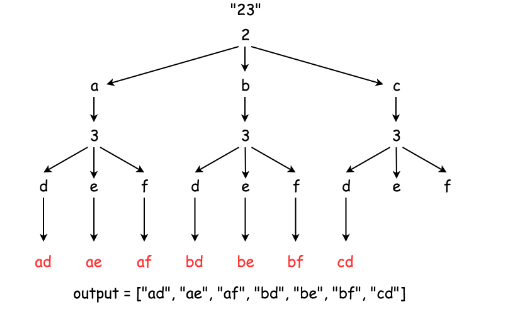 "23"
2
a b c
3 3 3
d e f d e f d e f
ad ae af bd be bf cd
output = ["ad", "ae", "af", "bd", "be", "bf", "cd"]